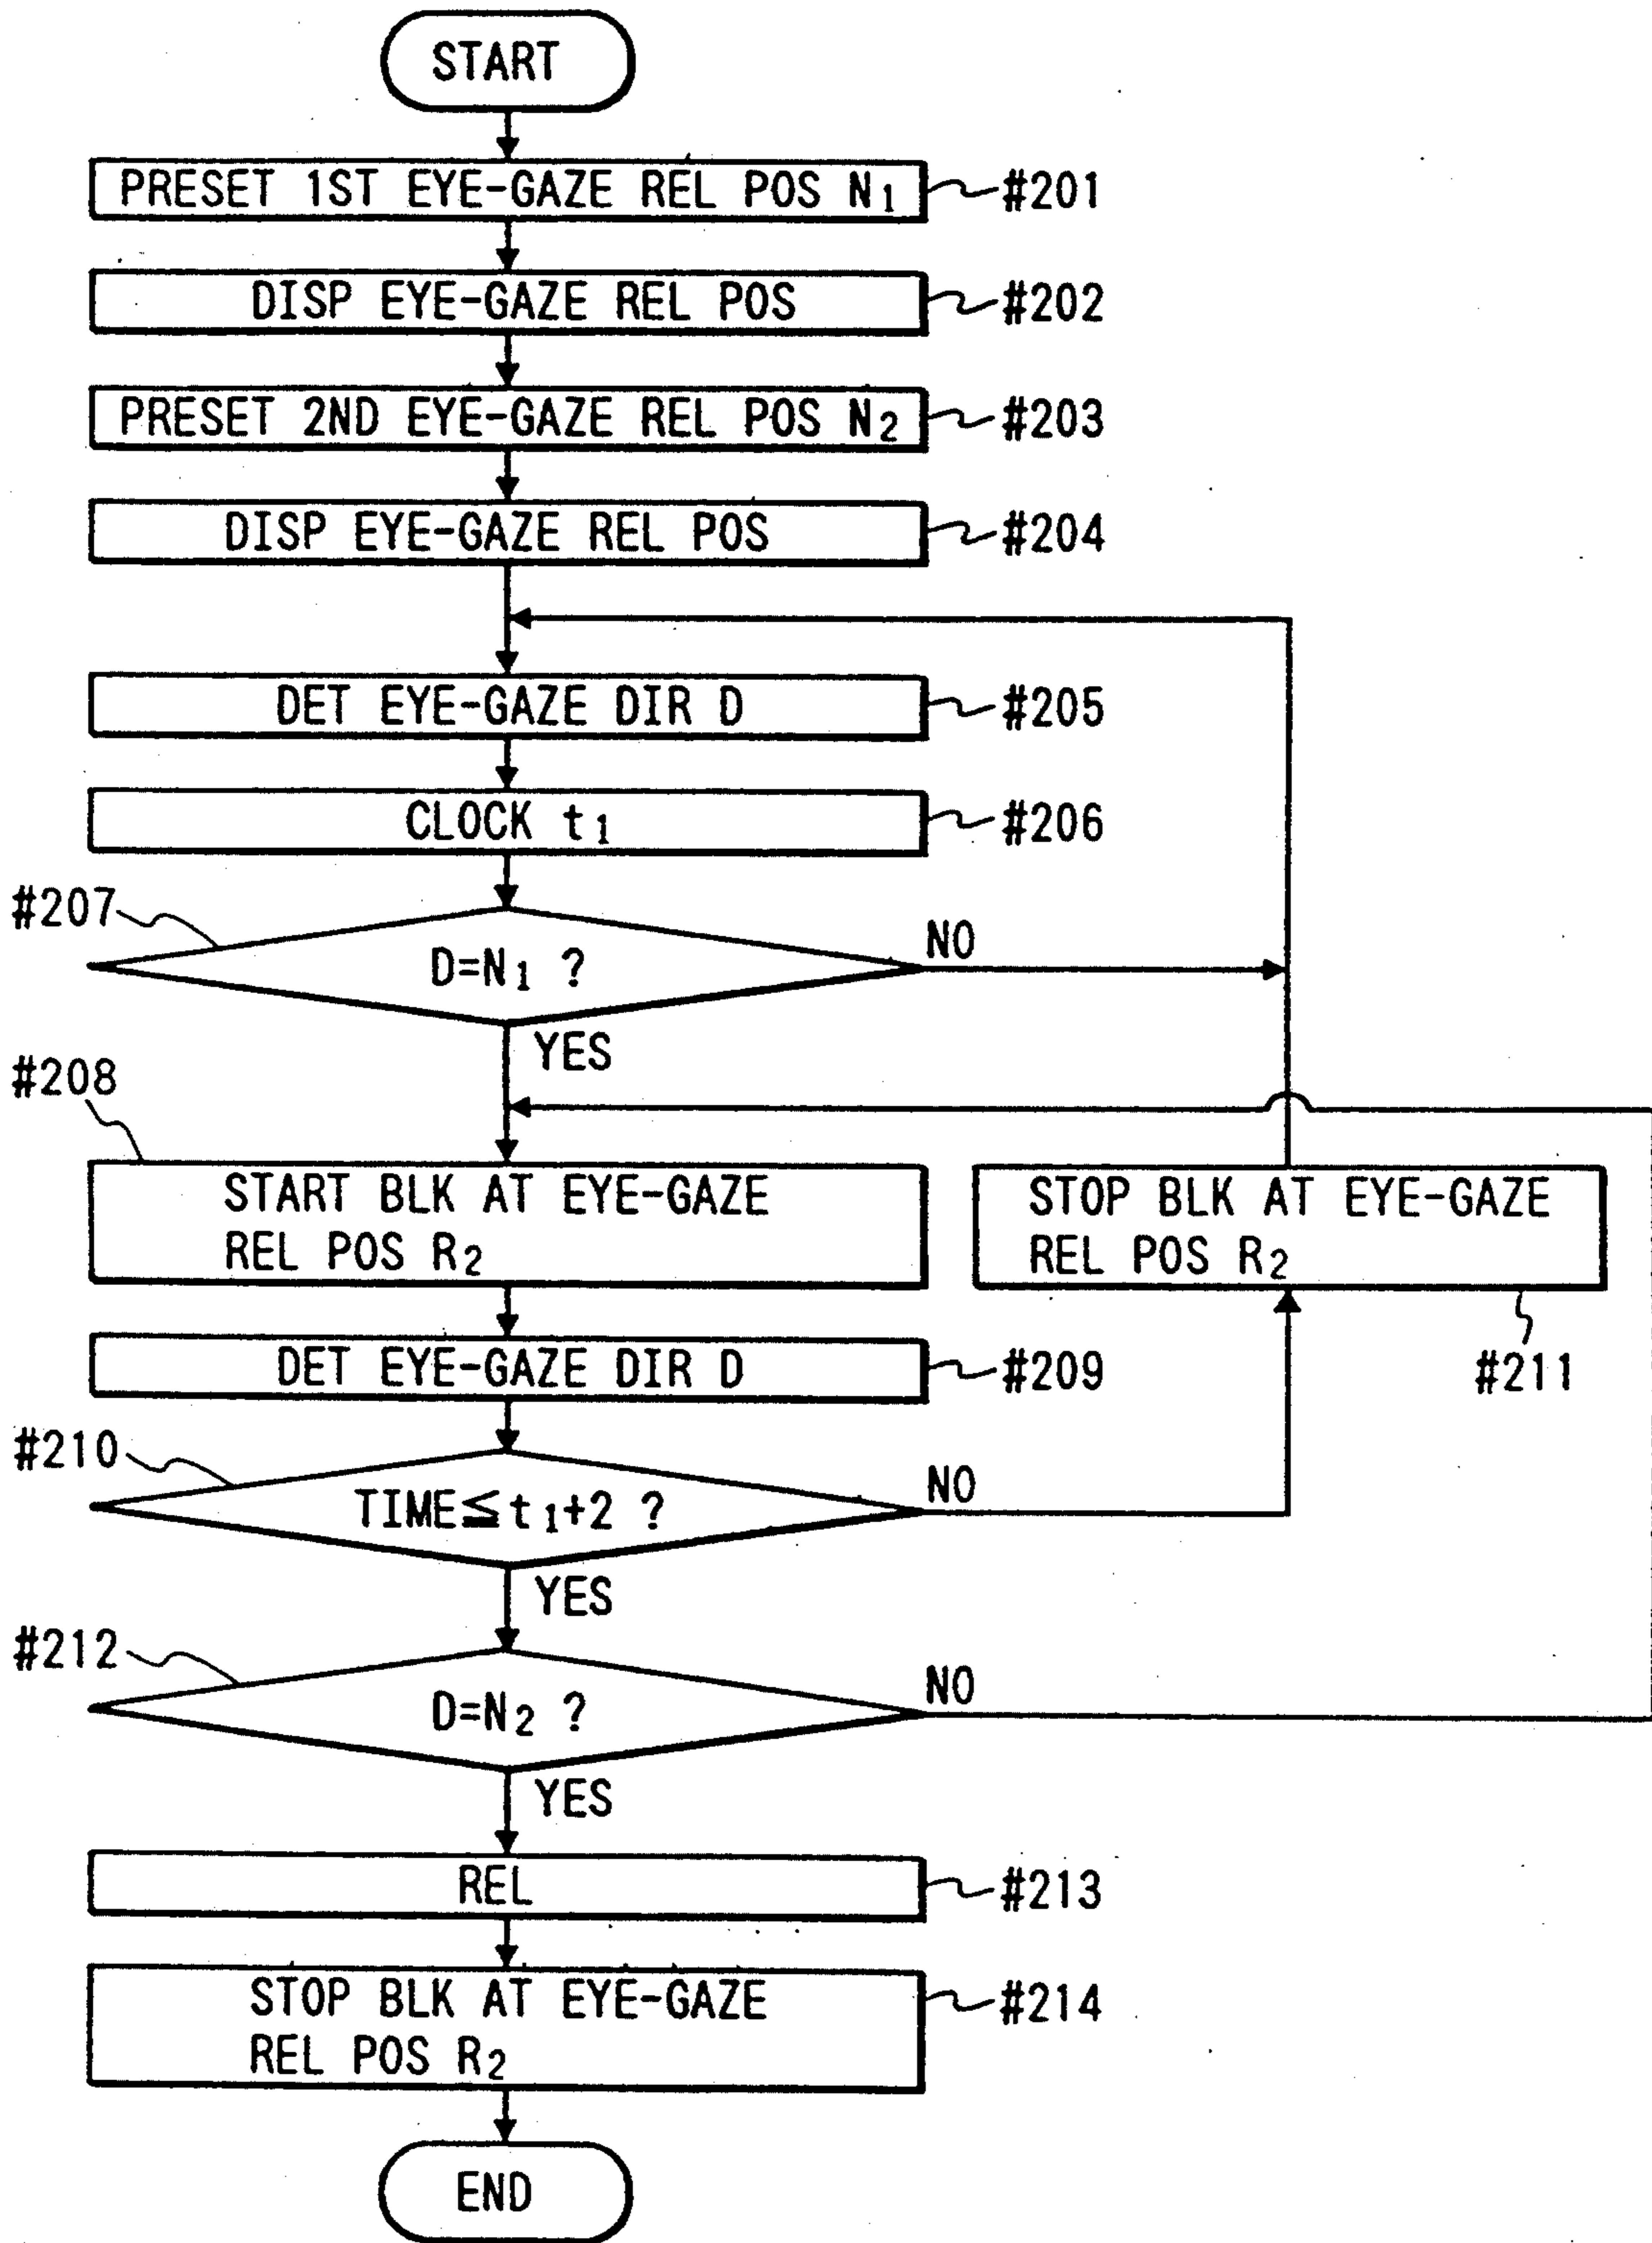 START
PRESET 1ST EYE-GAZE REL POS N1
#201
DISP EYE-GAZE REL POS
#202
PRESET 2ND EYE-GAZE REL POS N2
#203
DISP EYE-GAZE REL POS
#204
DET EYE-GAZE DIR D
#205
CLOCK t1
#206
#207
D=N1 ?
NO
YES
#208
START BLK AT EYE-GAZE
REL POS R2
STOP BLK AT EYE-GAZE
REL POS R2
#211
DET EYE-GAZE DIR D
#209
#210
TIME≦t1+2 ?
NO
YES
#212
D=N2 ?
NO
YES
REL
#213
STOP BLK AT EYE-GAZE
REL POS R2
#214
END